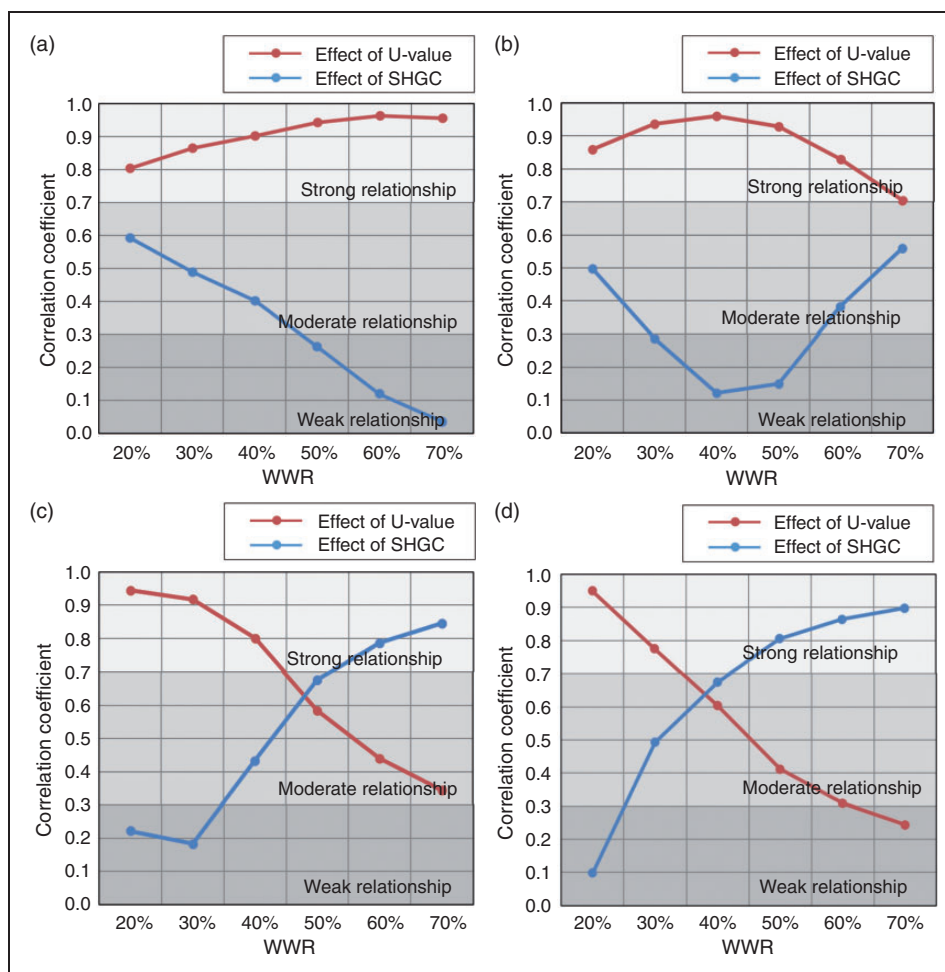 (a)
Effect of U-value
Effect of SHGC
1.0
0.9
0.8
0.7
0.6
0.5
0.4
0.3
0.2
0.1
0.0
Correlation coefficient
Strong relationship
Moderate relationship
Weak relationship
20% 30% 40% 50% 60% 70%
WWR
(b)
Effect of U-value
Effect of SHGC
1.0
0.9
0.8
0.7
0.6
0.5
0.4
0.3
0.2
0.1
0.0
Correlation coefficient
Strong relationship
Moderate relationship
Weak relationship
20% 30% 40% 50% 60% 70%
WWR
(c)
Effect of U-value
Effect of SHGC
1.0
0.9
0.8
0.7
0.6
0.5
0.4
0.3
0.2
0.1
0.0
Correlation coefficient
Strong relationship
Moderate relationship
Weak relationship
20% 30% 40% 50% 60% 70%
WWR
(d)
Effect of U-value
Effect of SHGC
1.0
0.9
0.8
0.7
0.6
0.5
0.4
0.3
0.2
0.1
0.0
Correlation coefficient
Strong relationship
Moderate relationship
Weak relationship
20% 30% 40% 50% 60% 70%
WWR